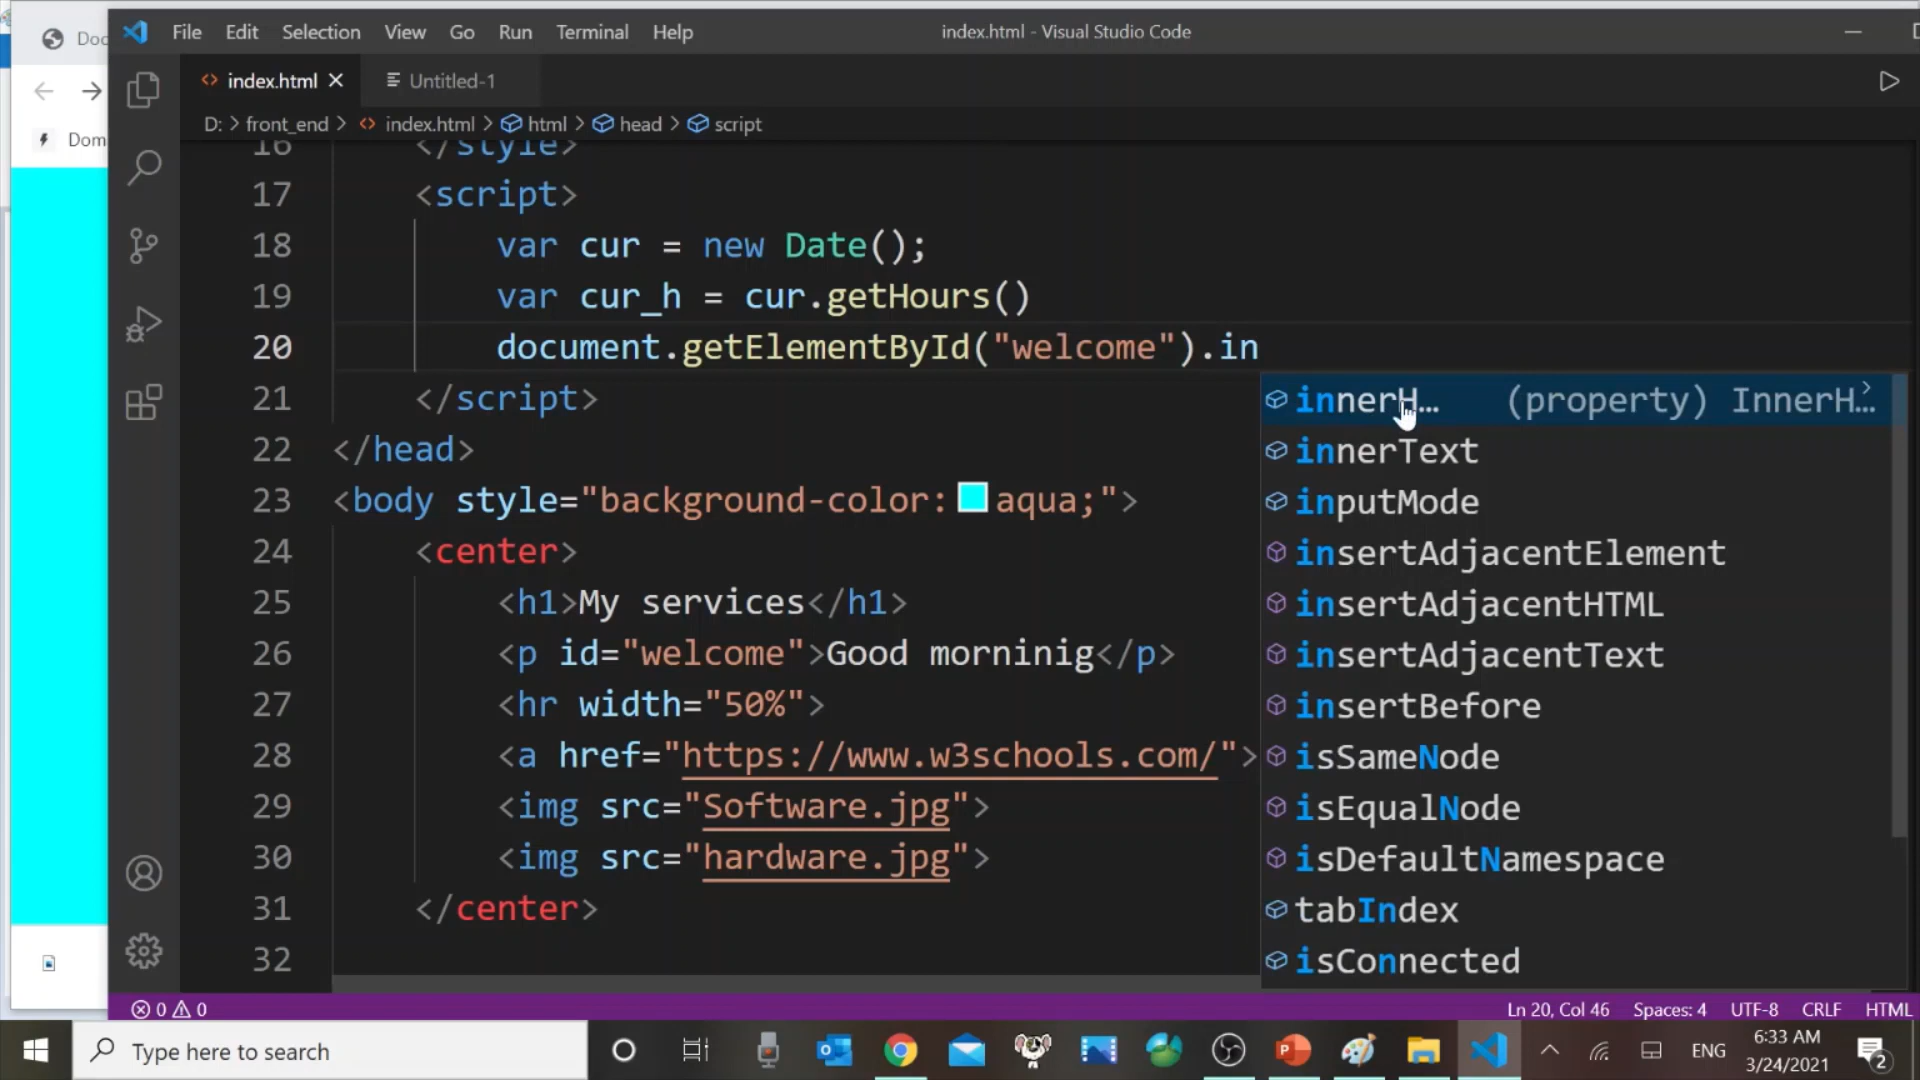 Doc
File Edit Selection View Go Run Terminal Help
index.html - Visual Studio Code
index.html
Untitled-1
D: > front_end > index.html > html > head > script
Dom
16 </style>
17 <script>
18 var cur = new Date();
19 var cur_h = cur.getHours()
20 document.getElementById("welcome").in
21 </script>
22 </head>
23 <body style="background-color: aqua;">
24 <center>
25 <h1>My services</h1>
26 <p id="welcome">Good morninig</p>
27 <hr width="50%">
28 <a href="https://www.w3schools.com/">
29 <img src="Software.jpg">
30 <img src="hardware.jpg">
31 </center>
32
innerH… (property) InnerH…
innerText
inputMode
insertAdjacentElement
insertAdjacentHTML
insertAdjacentText
insertBefore
isSameNode
isEqualNode
isDefaultNamespace
tabIndex
isConnected
0 0
Ln 20, Col 46 Spaces: 4 UTF-8 CRLF HTML
Type here to search
ENG
6:33 AM
3/24/2021
2